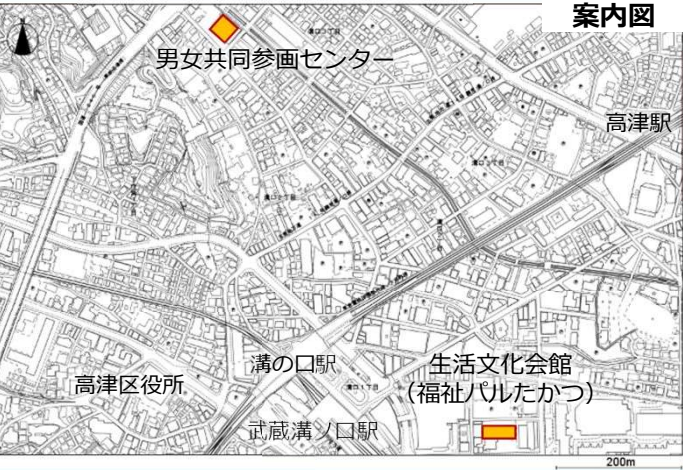 案内図
男女共同参画センター
高津駅
溝の口駅
生活文化会館
（福祉パルたかつ）
高津区役所
武蔵溝ノ口駅
200m